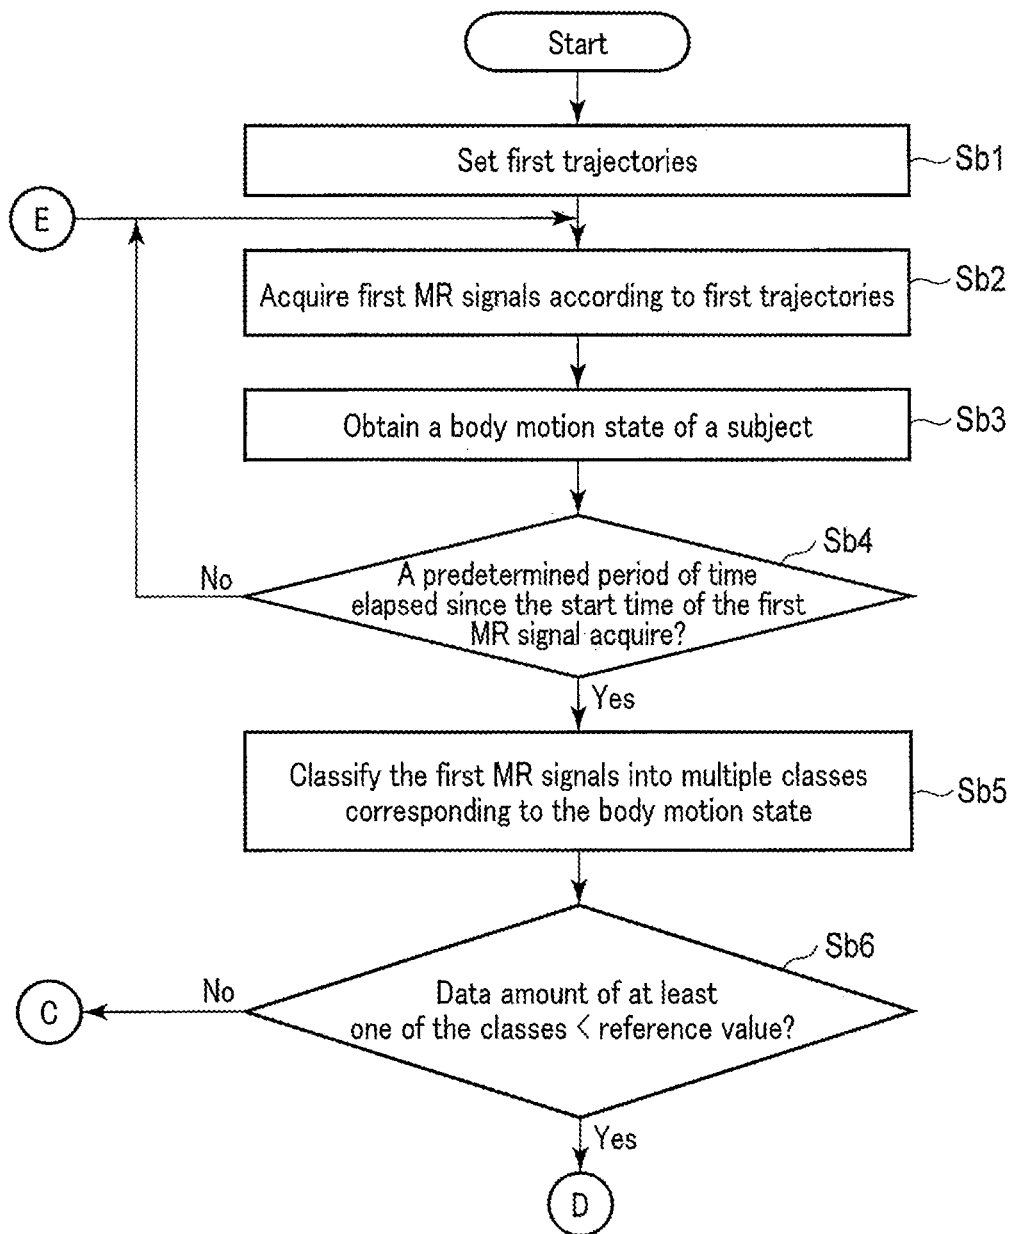 Start
Set first trajectories
Sb1
E
Acquire first MR signals according to first trajectories
Sb2
Obtain a body motion state of a subject
Sb3
Sb4
No
A predetermined period of time
elapsed since the start time of the first
MR signal acquire?
Yes
Classify the first MR signals into multiple classes
corresponding to the body motion state
Sb5
Sb6
No
C
Data amount of at least
one of the classes < reference value?
Yes
D